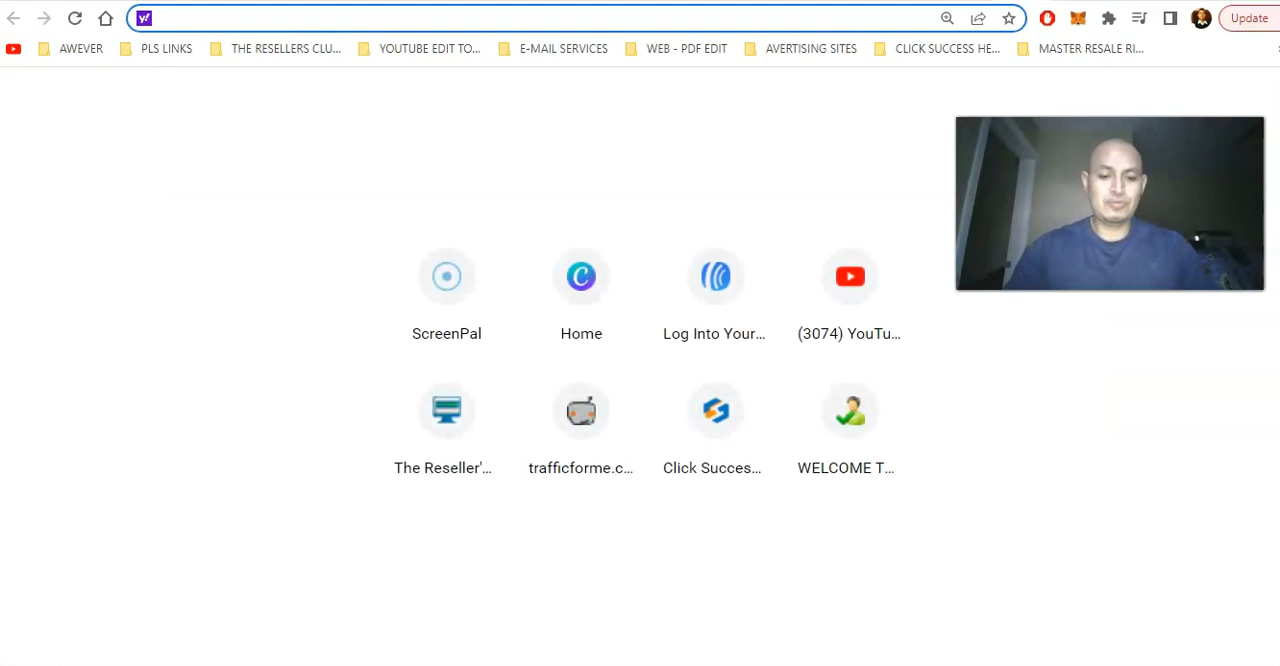 y!
Update
AWEVER PLS LINKS THE RESELLERS CLU... YOUTUBE EDIT TO... E-MAIL SERVICES WEB - PDF EDIT AVERTISING SITES CLICK SUCCESS HE... MASTER RESALE RI...
ScreenPal Home Log Into Your... (3074) YouTu...
The Reseller'... trafficforme.c... Click Succes... WELCOME T...